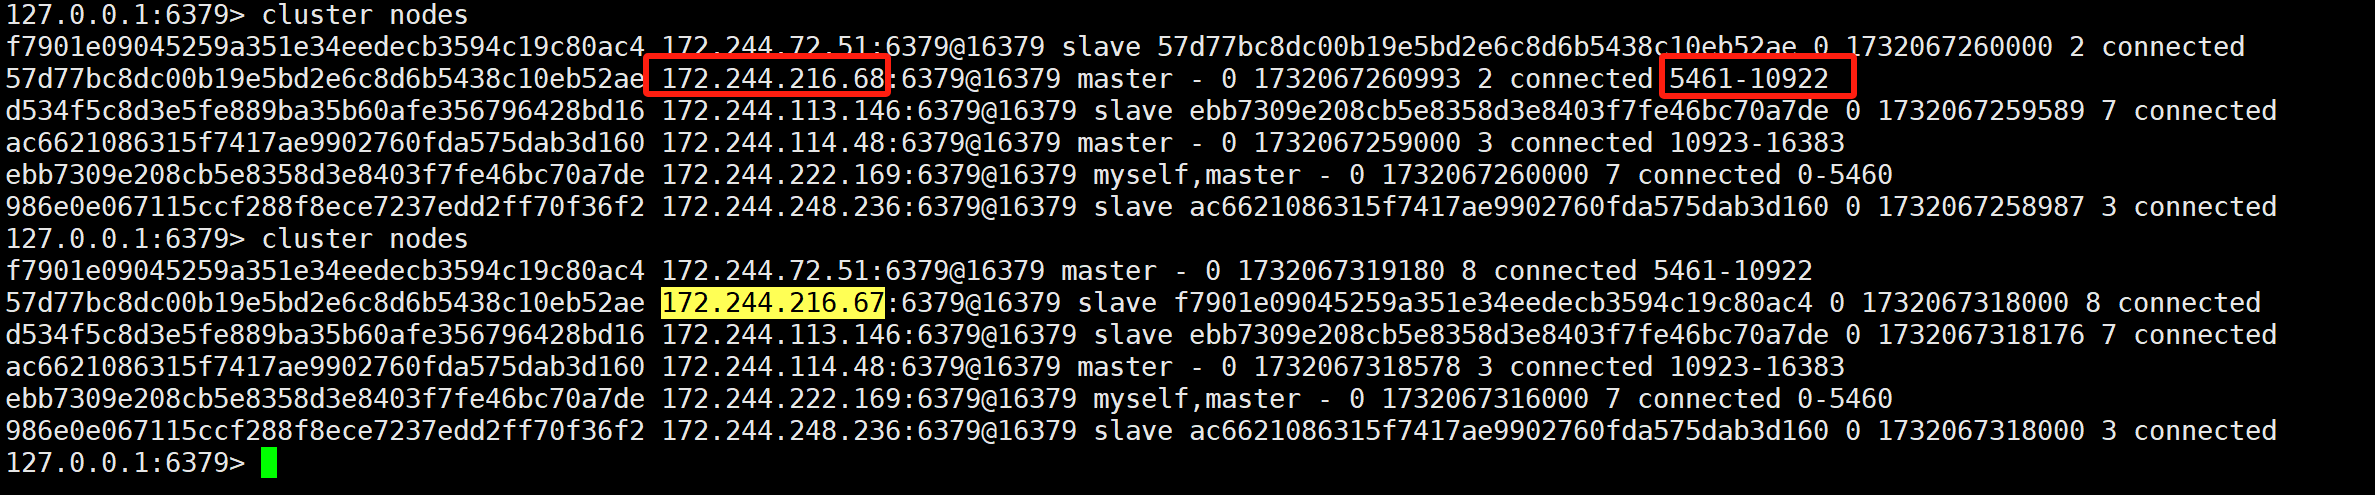 127.0.0.1:6379> cluster nodes
f7901e09045259a351e34eedecb3594c19c80ac4 172.244.72.51:6379@16379 slave 57d77bc8dc00b19e5bd2e6c8d6b5438c10eb52ae 0 1732067260000 2 connected
57d77bc8dc00b19e5bd2e6c8d6b5438c10eb52ae 172.244.216.68:6379@16379 master - 0 1732067260993 2 connected 5461-10922
d534f5c8d3e5fe889ba35b60afe356796428bd16 172.244.113.146:6379@16379 slave ebb7309e208cb5e8358d3e8403f7fe46bc70a7de 0 1732067259589 7 connected
ac6621086315f7417ae9902760fda575dab3d160 172.244.114.48:6379@16379 master - 0 1732067259000 3 connected 10923-16383
ebb7309e208cb5e8358d3e8403f7fe46bc70a7de 172.244.222.169:6379@16379 myself,master - 0 1732067260000 7 connected 0-5460
986e0e067115ccf288f8ece7237edd2ff70f36f2 172.244.248.236:6379@16379 slave ac6621086315f7417ae9902760fda575dab3d160 0 1732067258987 3 connected
127.0.0.1:6379> cluster nodes
f7901e09045259a351e34eedecb3594c19c80ac4 172.244.72.51:6379@16379 master - 0 1732067319180 8 connected 5461-10922
57d77bc8dc00b19e5bd2e6c8d6b5438c10eb52ae 172.244.216.67:6379@16379 slave f7901e09045259a351e34eedecb3594c19c80ac4 0 1732067318000 8 connected
d534f5c8d3e5fe889ba35b60afe356796428bd16 172.244.113.146:6379@16379 slave ebb7309e208cb5e8358d3e8403f7fe46bc70a7de 0 1732067318176 7 connected
ac6621086315f7417ae9902760fda575dab3d160 172.244.114.48:6379@16379 master - 0 1732067318578 3 connected 10923-16383
ebb7309e208cb5e8358d3e8403f7fe46bc70a7de 172.244.222.169:6379@16379 myself,master - 0 1732067316000 7 connected 0-5460
986e0e067115ccf288f8ece7237edd2ff70f36f2 172.244.248.236:6379@16379 slave ac6621086315f7417ae9902760fda575dab3d160 0 1732067318000 3 connected
127.0.0.1:6379>